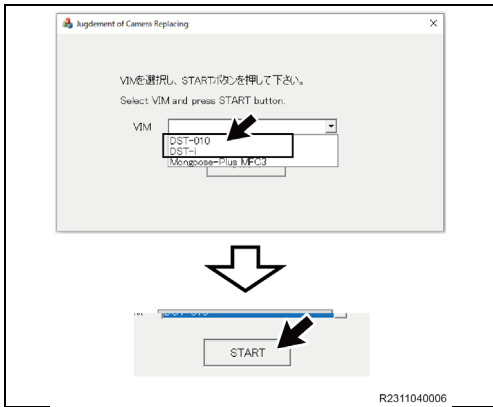 Jugdement of Camera Replacing
VIMを選択し、STARTボタンを押して下さい。
Select VIM and press START button.
VIM
DST-010
DST-i
Mongoose-Plus MFC3
START
R2311040006